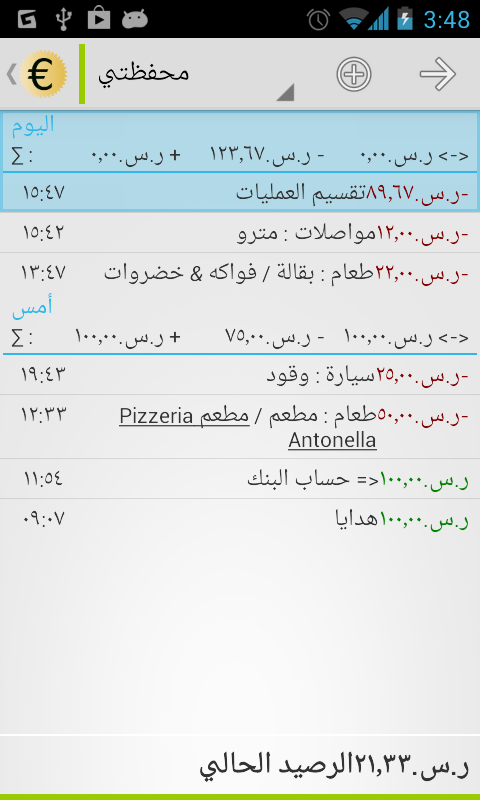 3:48
€ محفظتي
اليوم
∑ : ر.س.٠,٠٠ + ر.س.١٢٣,٦٧ - ر.س.٠,٠٠ <->
-ر.س.٨٩,٦٧تقسيم العمليات ١٥:٤٧
-ر.س.١٢,٠٠مواصلات : مترو ١٥:٤٢
-ر.س.٢٢,٠٠طعام : بقالة / فواكه & خضروات ١٣:٤٧
أمس
∑ : ر.س.١٠٠,٠٠ + ر.س.٧٥,٠٠ - ر.س.١٠٠,٠٠ <->
-ر.س.٢٥,٠٠سيارة : وقود ١٩:٤٣
-ر.س.٥٠,٠٠طعام : مطعم / مطعم Pizzeria ١٢:٣٣
Antonella
ر.س.١٠٠,٠٠<= حساب البنك ١١:٥٤
ر.س.١٠٠,٠٠هدايا ٠٩:٠٧
ر.س.٢١,٣٣الرصيد الحالي